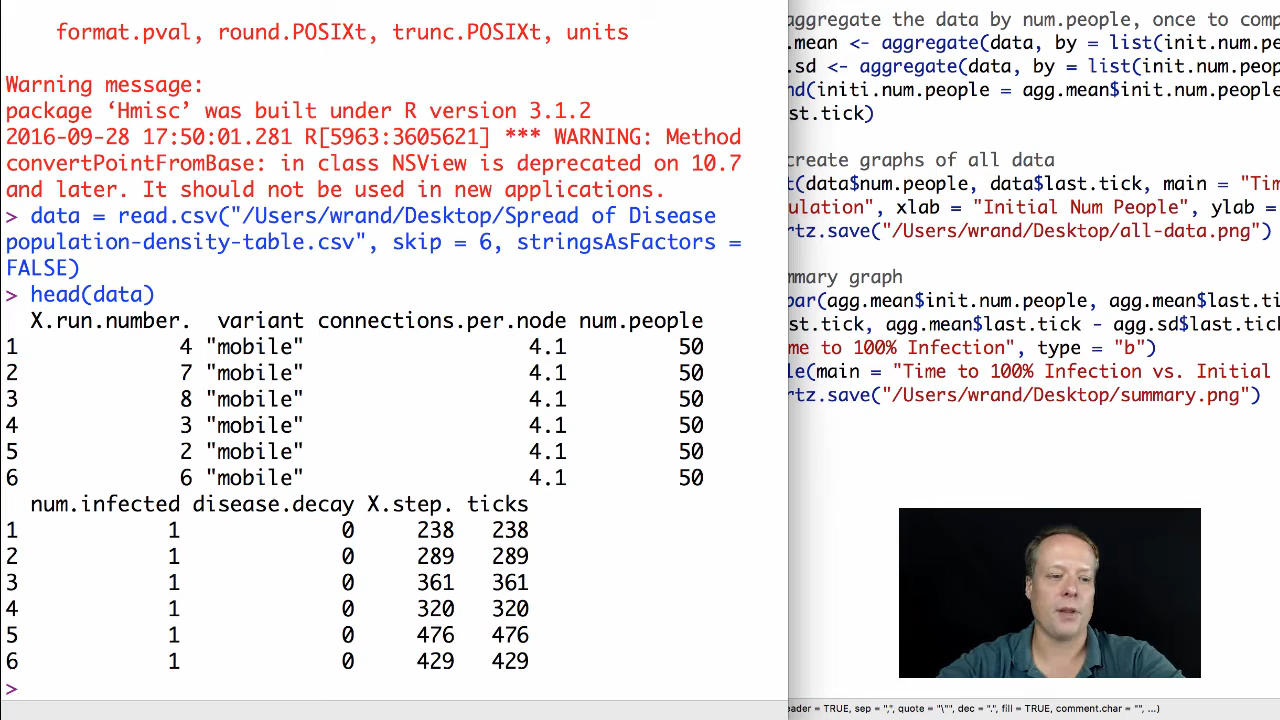 format.pval, round.POSIXt, trunc.POSIXt, units
Warning message:
package ‘Hmisc’ was built under R version 3.1.2
2016-09-28 17:50:01.281 R[5963:3605621] *** WARNING: Method
convertPointFromBase: in class NSView is deprecated on 10.7
and later. It should not be used in new applications.
> data = read.csv("/Users/wrand/Desktop/Spread of Disease
population-density-table.csv", skip = 6, stringsAsFactors =
FALSE)
> head(data)
X.run.number. variant connections.per.node num.people
1 4 "mobile" 4.1 50
2 7 "mobile" 4.1 50
3 8 "mobile" 4.1 50
4 3 "mobile" 4.1 50
5 2 "mobile" 4.1 50
6 6 "mobile" 4.1 50
num.infected disease.decay X.step. ticks
1 1 0 238 238
2 1 0 289 289
3 1 0 361 361
4 1 0 320 320
5 1 0 476 476
6 1 0 429 429
>
aggregate the data by num.people, once to comp
.mean <- aggregate(data, by = list(init.num.peop
.sd <- aggregate(data, by = list(init.num.peop
nd(initi.num.people = agg.mean$init.num.people
st.tick)
create graphs of all data
t(data$num.people, data$last.tick, main = "Tim
pulation", xlab = "Initial Num People", ylab =
rtz.save("/Users/wrand/Desktop/all-data.png")
mmary graph
bar(agg.mean$init.num.people, agg.mean$last.ti
st.tick, agg.mean$last.tick - agg.sd$last.tick
me to 100% Infection", type = "b")
le(main = "Time to 100% Infection vs. Initial
rtz.save("/Users/wrand/Desktop/summary.png")
eader = TRUE, sep = ",", quote = "\"", dec = ".", fill = TRUE, comment.char = "", ...)